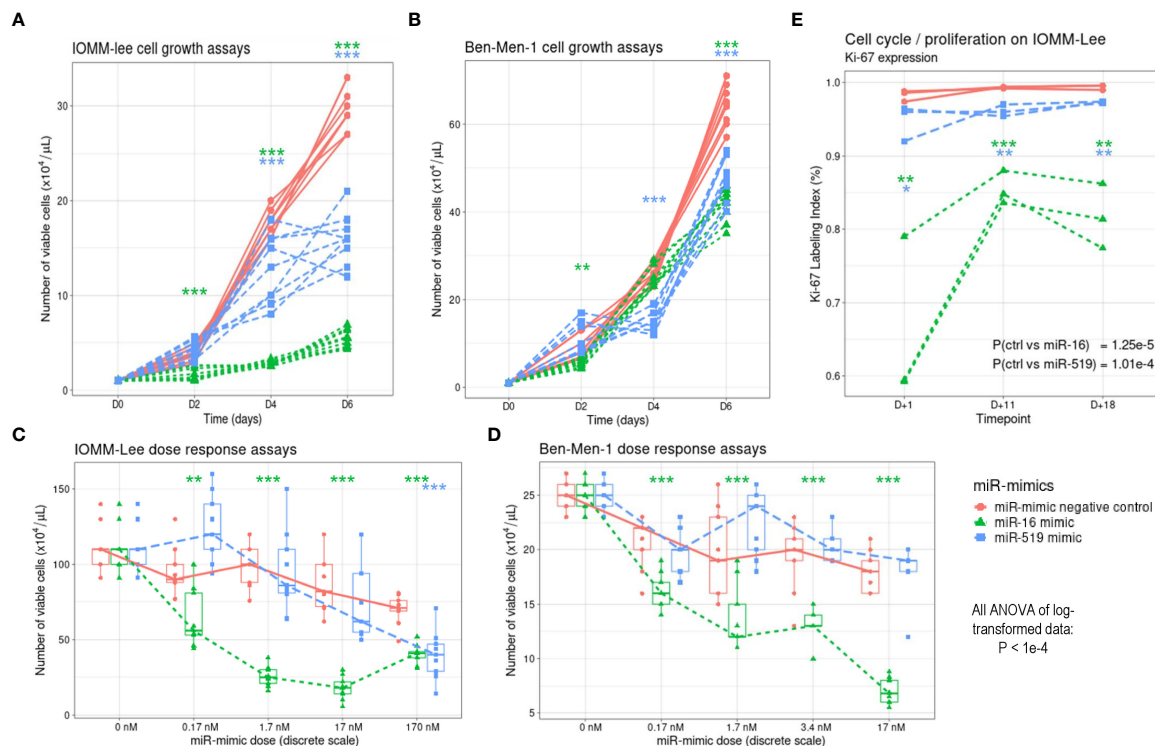 A
IOMM-lee cell growth assays
***
***
***
***
***
Number of viable cells (x10⁴ / µL)
30
20
10
0
D0
D2
D4
D6
Time (days)
B
Ben-Men-1 cell growth assays
***
***
***
**
Number of viable cells (x10⁴ / µL)
60
40
20
0
D0
D2
D4
D6
Time (days)
E
Cell cycle / proliferation on IOMM-Lee
Ki-67 expression
Ki-67 Labeling Index (%)
1.0
0.9
0.8
0.7
0.6
**
*
***
**
**
**
P(ctrl vs miR-16) = 1.25e-5
P(ctrl vs miR-519) = 1.01e-4
D+1
D+11
D+18
Timepoint
C
IOMM-Lee dose response assays
**
***
***
***
***
Number of viable cells (x10⁴ / µL)
150
100
50
0
0 nM
0.17 nM
1.7 nM
17 nM
170 nM
miR-mimic dose (discrete scale)
D
Ben-Men-1 dose response assays
***
***
***
***
Number of viable cells (x10⁴ / µL)
25
20
15
10
5
0 nM
0.17 nM
1.7 nM
3.4 nM
17 nM
miR-mimic dose (discrete scale)
miR-mimics
miR-mimic negative control
miR-16 mimic
miR-519 mimic
All ANOVA of log-
transformed data:
P < 1e-4